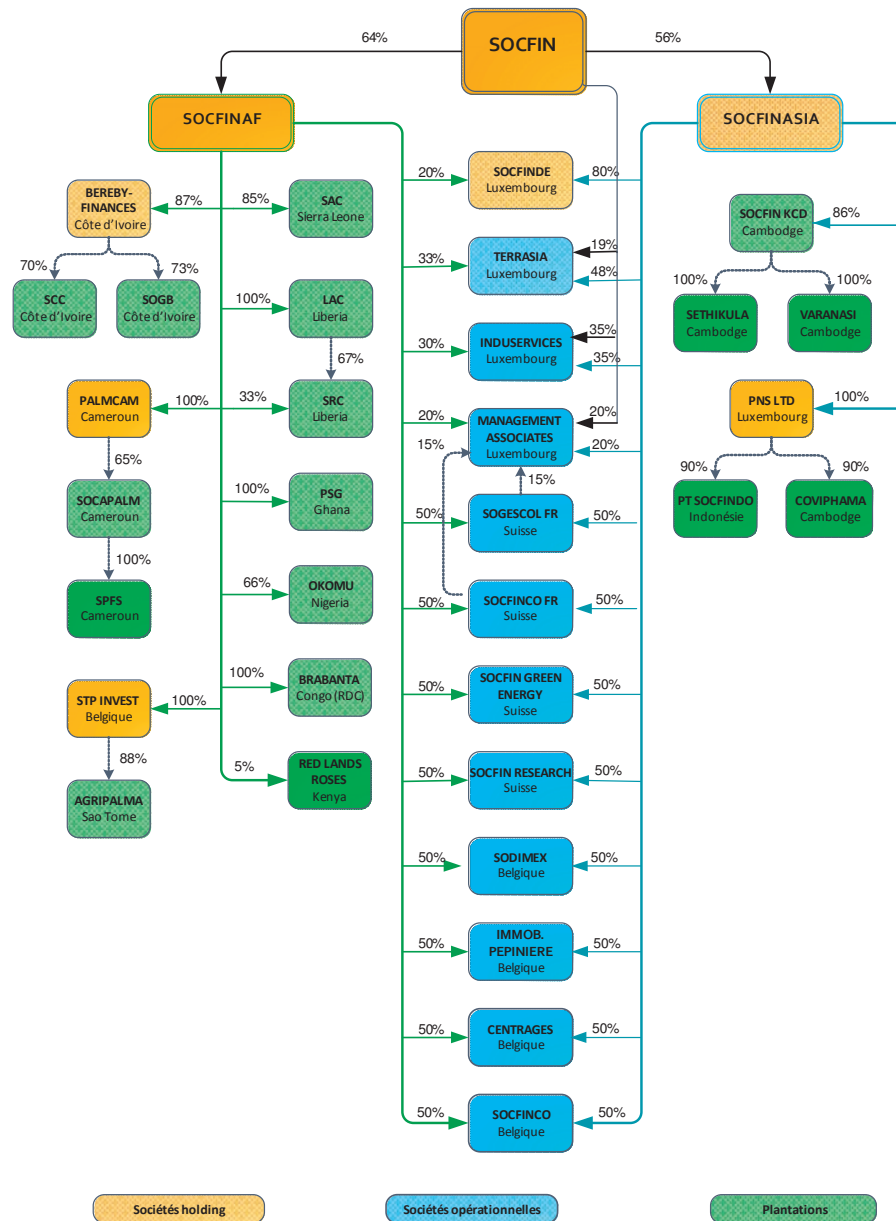 SOCFIN
64%
56%
SOCFINAF
SOCFINASIA
BEREBY-
FINANCES
Côte d'Ivoire
87%
85%
SAC
Sierra Leone
70%
73%
SCC
Côte d'Ivoire
SOGB
Côte d'Ivoire
100%
LAC
Liberia
67%
PALMCAM
Cameroun
100%
33%
SRC
Liberia
65%
SOCAPALM
Cameroun
100%
PSG
Ghana
100%
SPFS
Cameroun
66%
OKOMU
Nigeria
STP INVEST
Belgique
100%
100%
BRABANTA
Congo (RDC)
88%
AGRIPALMA
Sao Tome
5%
RED LANDS
ROSES
Kenya
20%
SOCFINDE
Luxembourg
80%
33%
TERRASIA
Luxembourg
19%
48%
30%
INDUSERVICES
Luxembourg
35%
35%
20%
MANAGEMENT
ASSOCIATES
Luxembourg
20%
20%
15%
15%
50%
SOGESCOL FR
Suisse
50%
50%
SOCFINCO FR
Suisse
50%
50%
SOCFIN GREEN
ENERGY
Suisse
50%
50%
SOCFIN RESEARCH
Suisse
50%
50%
SODIMEX
Belgique
50%
50%
IMMOB.
PEPINIERE
Belgique
50%
50%
CENTRAGES
Belgique
50%
50%
SOCFINCO
Belgique
50%
SOCFIN KCD
Cambodge
86%
100%
100%
SETHIKULA
Cambodge
VARANASI
Cambodge
PNS LTD
Luxembourg
100%
90%
90%
PT SOCFINDO
Indonésie
COVIPHAMA
Cambodge
Sociétés holding
Sociétés opérationnelles
Plantations